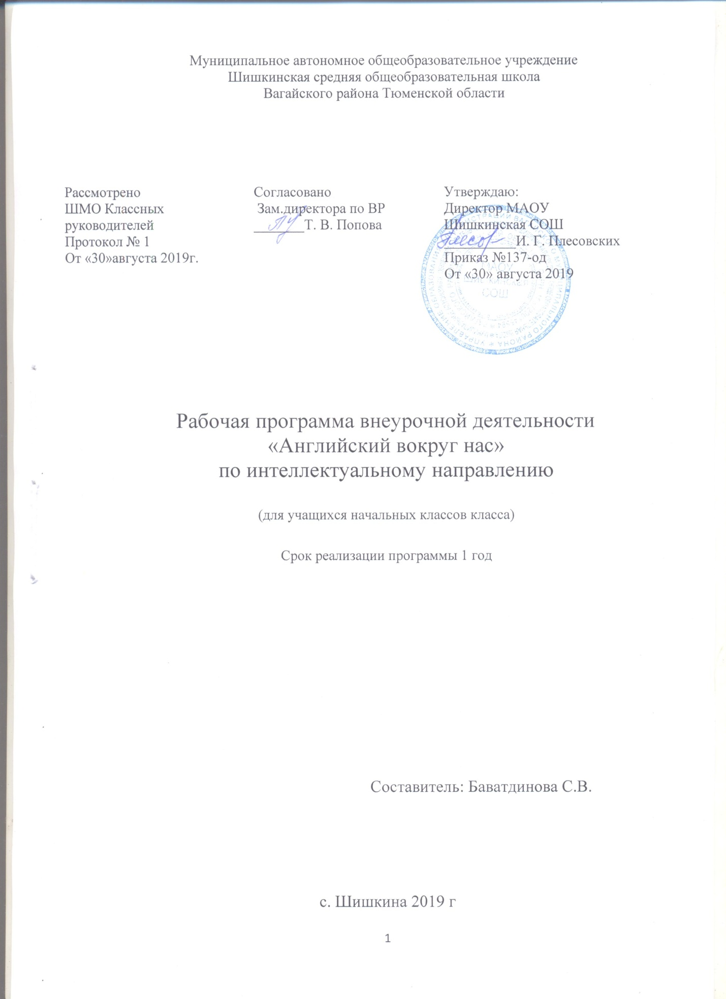 Муниципальное автономное общеобразовательное учреждение
Шишкинская средняя общеобразовательная школа
Вагайского района Тюменской области
Рассмотрено
ШМО Классных
руководителей
Протокол № 1
От «30»августа 2019г.
Согласовано
Зам.директора по ВР
_______Т. В. Попова
Утверждаю:
Директор МАОУ
Шишкинская СОШ
__________И. Г. Плесовских
Приказ №137-од
От «30» августа 2019
МАОУ
СОШ
Рабочая программа внеурочной деятельности
«Английский вокруг нас»
по интеллектуальному направлению
(для учащихся начальных классов класса)
Срок реализации программы 1 год
Составитель: Баватдинова С.В.
с. Шишкина 2019 г
1